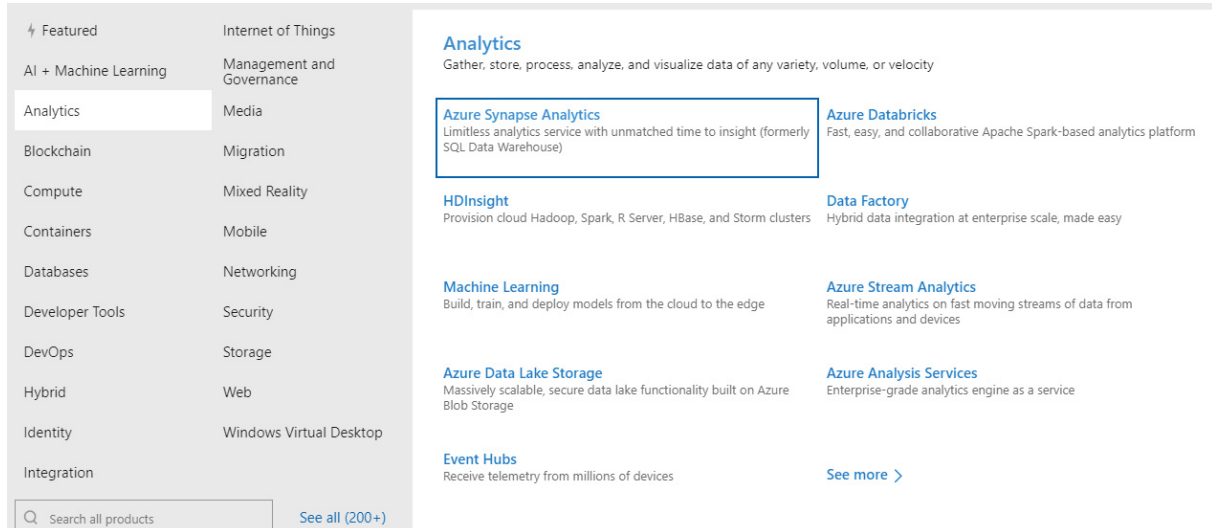 Featured
AI + Machine Learning
Analytics
Blockchain
Compute
Containers
Databases
Developer Tools
DevOps
Hybrid
Identity
Integration
Search all products
Internet of Things
Management and
Governance
Media
Migration
Mixed Reality
Mobile
Networking
Security
Storage
Web
Windows Virtual Desktop
See all (200+)
Analytics
Gather, store, process, analyze, and visualize data of any variety, volume, or velocity
Azure Synapse Analytics
Limitless analytics service with unmatched time to insight (formerly
SQL Data Warehouse)
Azure Databricks
Fast, easy, and collaborative Apache Spark-based analytics platform
HDInsight
Provision cloud Hadoop, Spark, R Server, HBase, and Storm clusters
Data Factory
Hybrid data integration at enterprise scale, made easy
Machine Learning
Build, train, and deploy models from the cloud to the edge
Azure Stream Analytics
Real-time analytics on fast moving streams of data from
applications and devices
Azure Data Lake Storage
Massively scalable, secure data lake functionality built on Azure
Blob Storage
Azure Analysis Services
Enterprise-grade analytics engine as a service
Event Hubs
Receive telemetry from millions of devices
See more